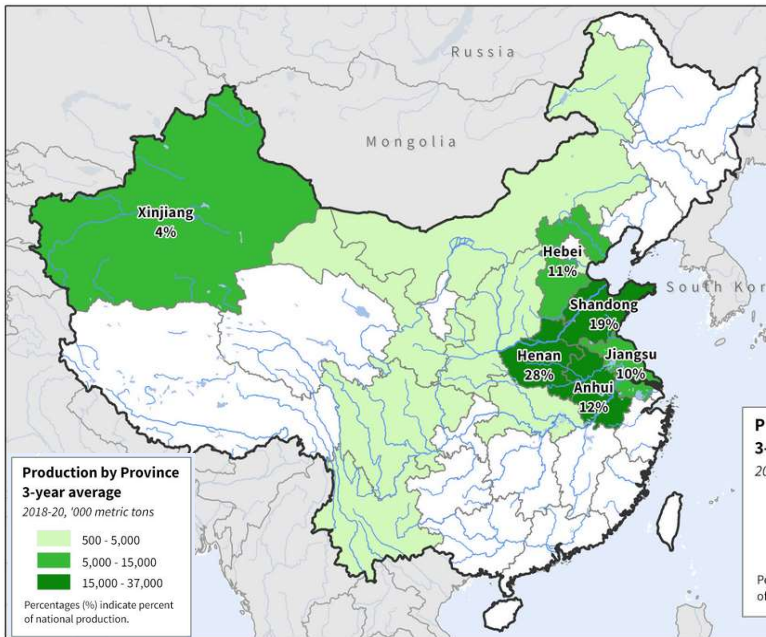 Russia
Mongolia
Xinjiang
4%
Hebei
11%
South Kor
Shandong
19%
Henan
28%
Jiangsu
10%
Anhui
12%
Production by Province
3-year average
2018-20, '000 metric tons
500 - 5,000
5,000 - 15,000
15,000 - 37,000
Percentages (%) indicate percent
of national production.
P
3-
20
Pe
of